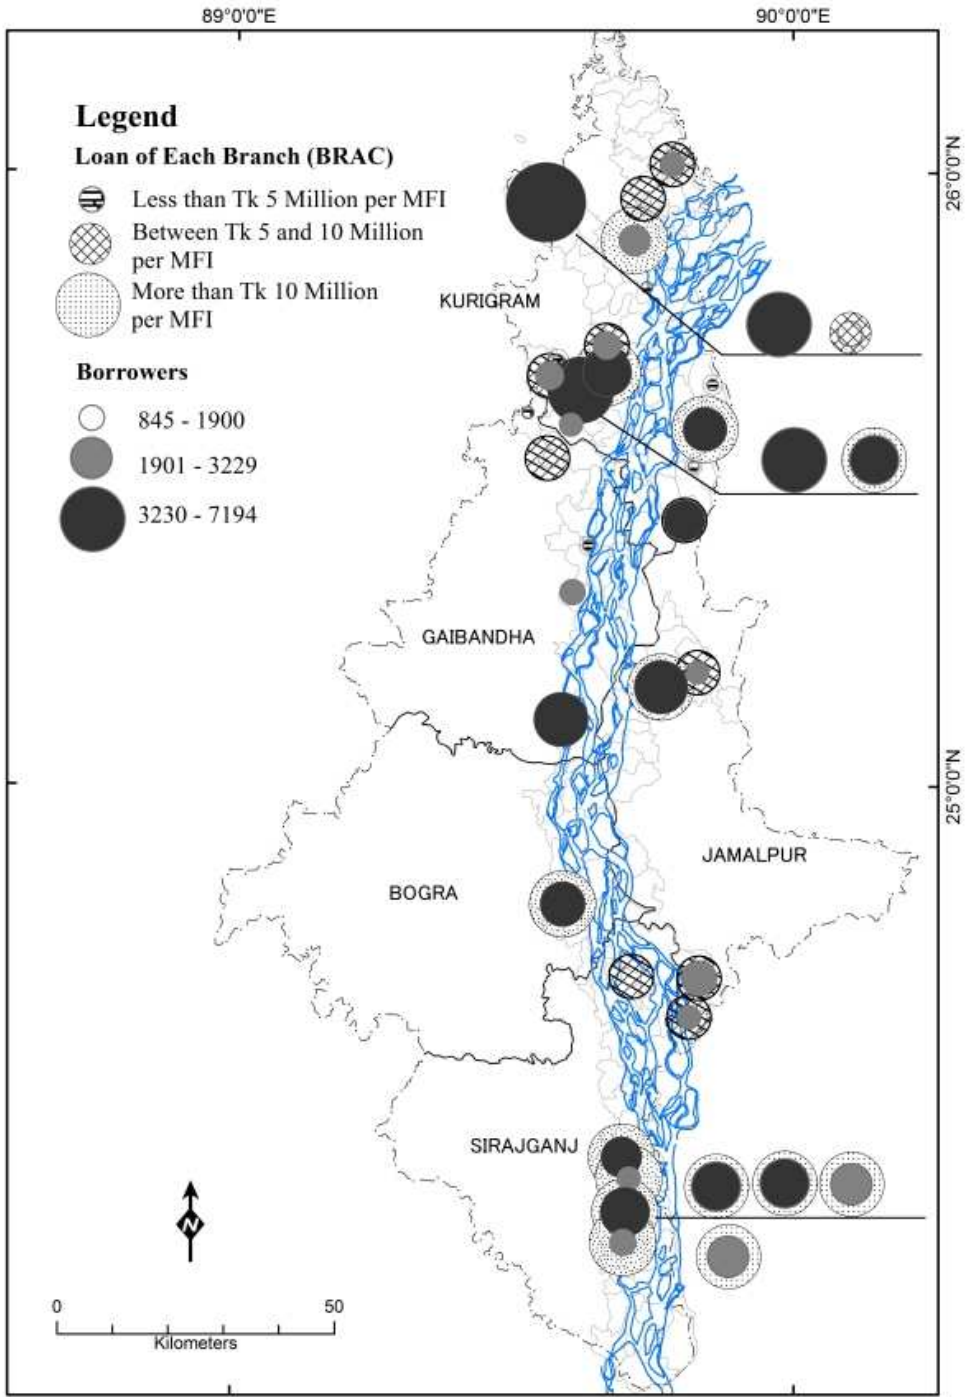 89°0'0"E
90°0'0"E
Legend
Loan of Each Branch (BRAC)
Less than Tk 5 Million per MFI
Between Tk 5 and 10 Million
per MFI
More than Tk 10 Million
per MFI
Borrowers
845 - 1900
1901 - 3229
3230 - 7194
26°0'0"N
KURIGRAM
GAIBANDHA
25°0'0"N
JAMALPUR
BOGRA
SIRAJGANJ
N
0 50
Kilometers